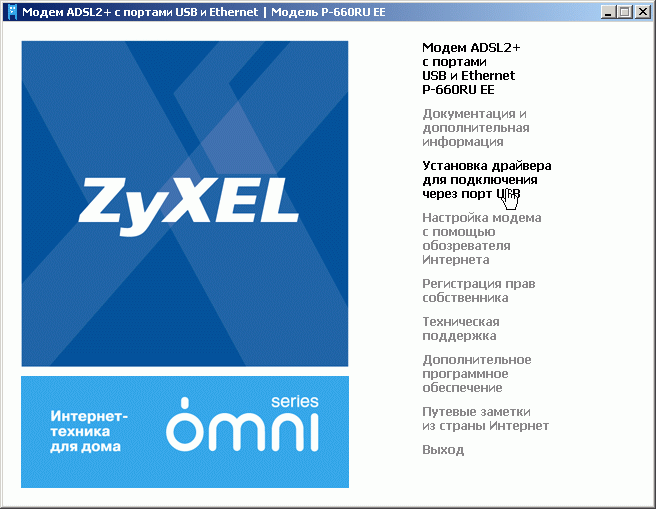 Модем ADSL2+ с портами USB и Ethernet | Модель P-660RU EE
ZyXEL
series
omni
Интернет-
техника
для дома
Модем ADSL2+
с портами
USB и Ethernet
P-660RU EE
Документация и
дополнительная
информация
Установка драйвера
для подключения
через порт USB
Настройка модема
с помощью
обозревателя
Интернета
Регистрация прав
собственника
Техническая
поддержка
Дополнительное
программное
обеспечение
Путевые заметки
из страны Интернет
Выход